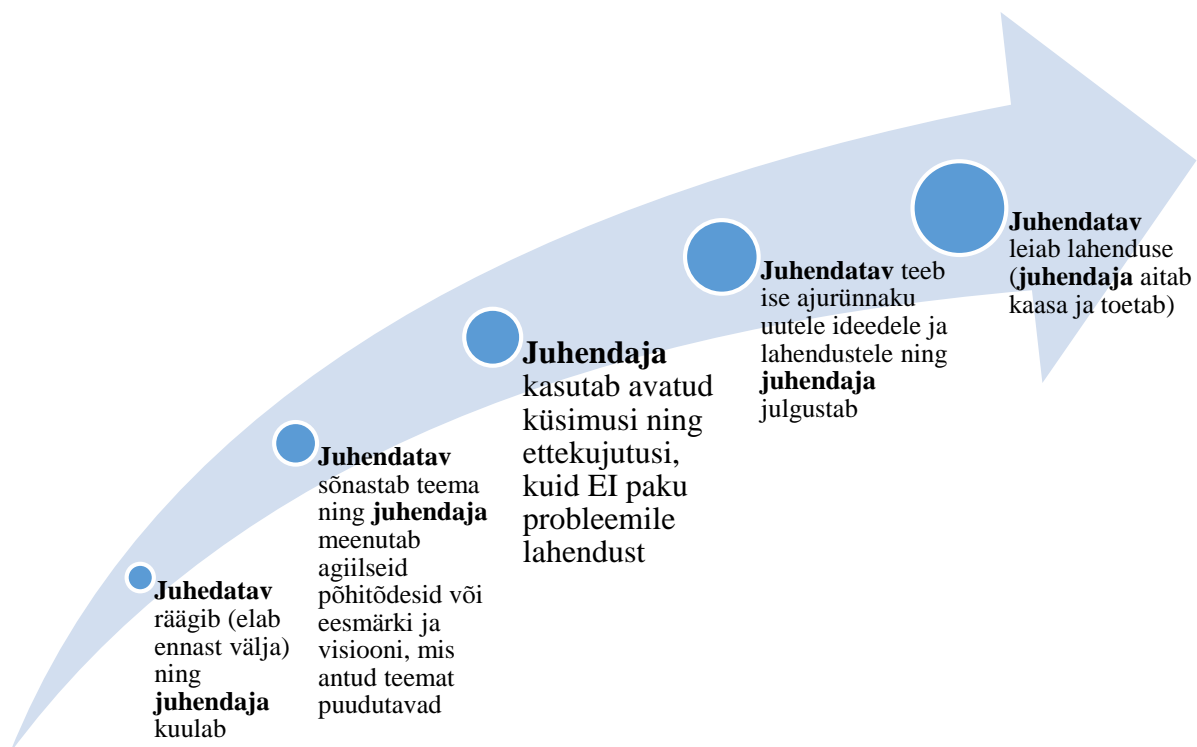 Juhedatav
räägib (elab
ennast välja)
ning
juhendaja
kuulab
Juhendatav
sõnastab teema
ning juhendaja
meenutab
agiilseid
põhitõdesid või
eesmärki ja
visiooni, mis
antud teemat
puudutavad
Juhendaja
kasutab avatud
küsimusi ning
ettekujutusi,
kuid EI paku
probleemile
lahendust
Juhendatav teeb
ise ajurünnaku
uutele ideedele ja
lahendustele ning
juhendaja
julgustab
Juhendatav
leiab lahenduse
(juhendaja aitab
kaasa ja toetab)